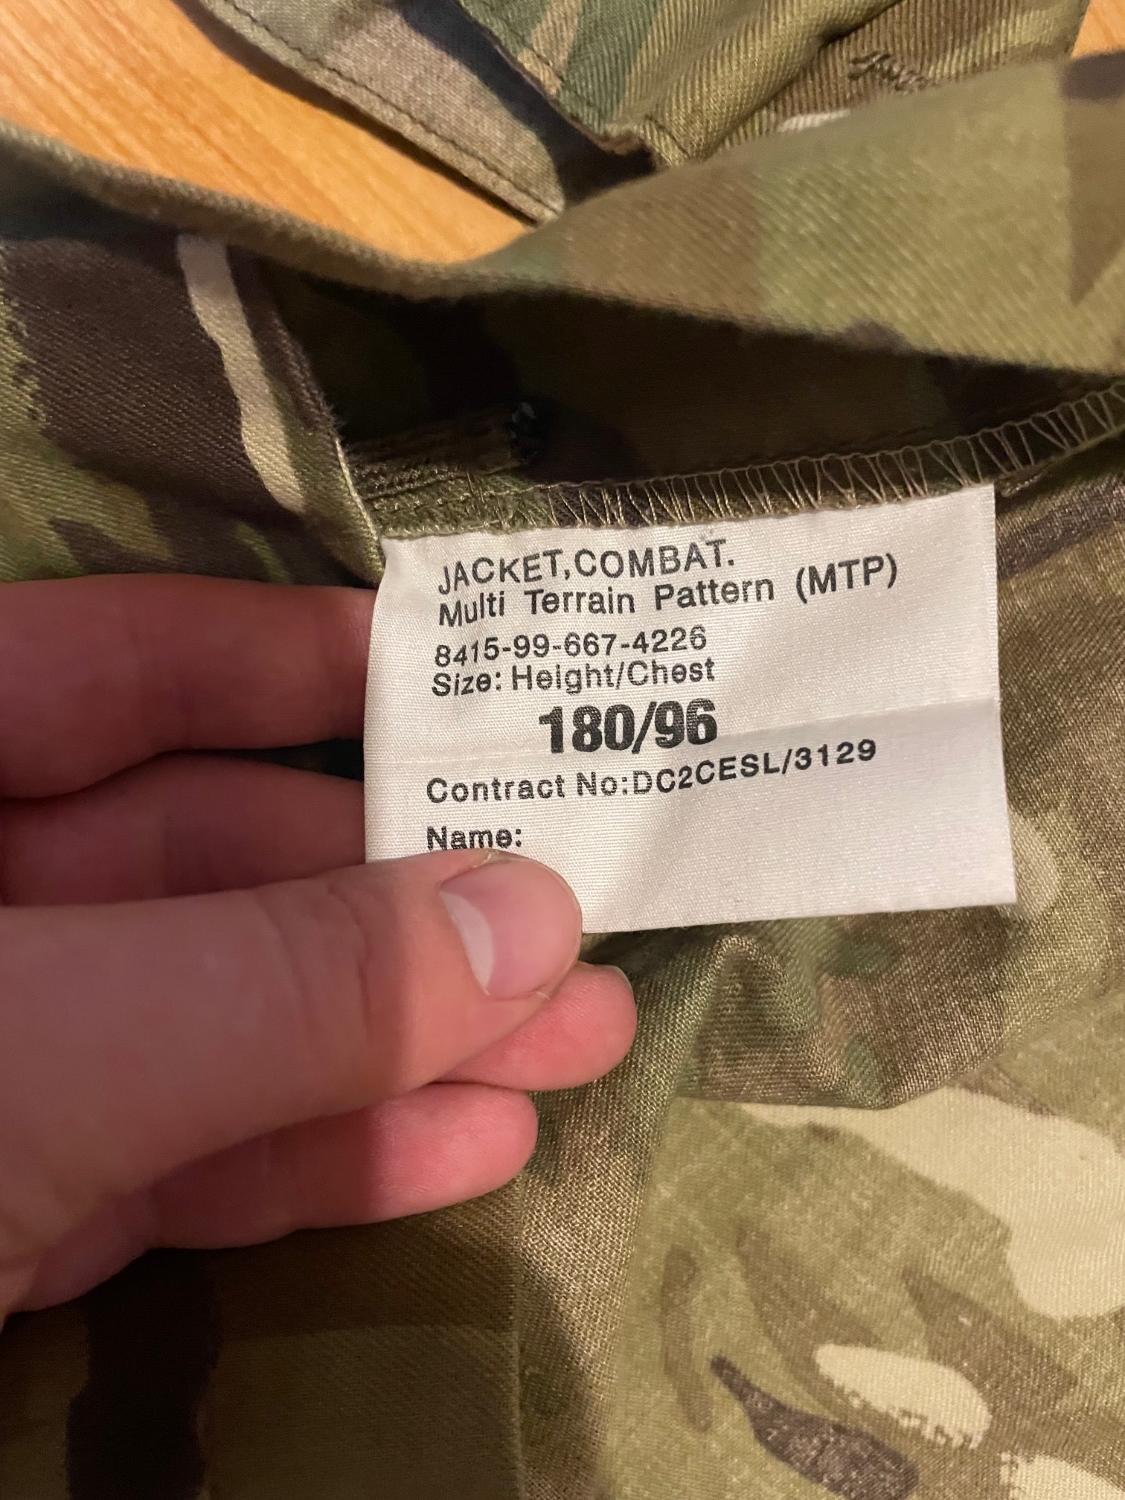 JACKET,COMBAT.
Multi Terrain Pattern (MTP)
8415-99-667-4226
Size: Height/Chest
180/96
Contract No:DC2CESL/3129
Name: